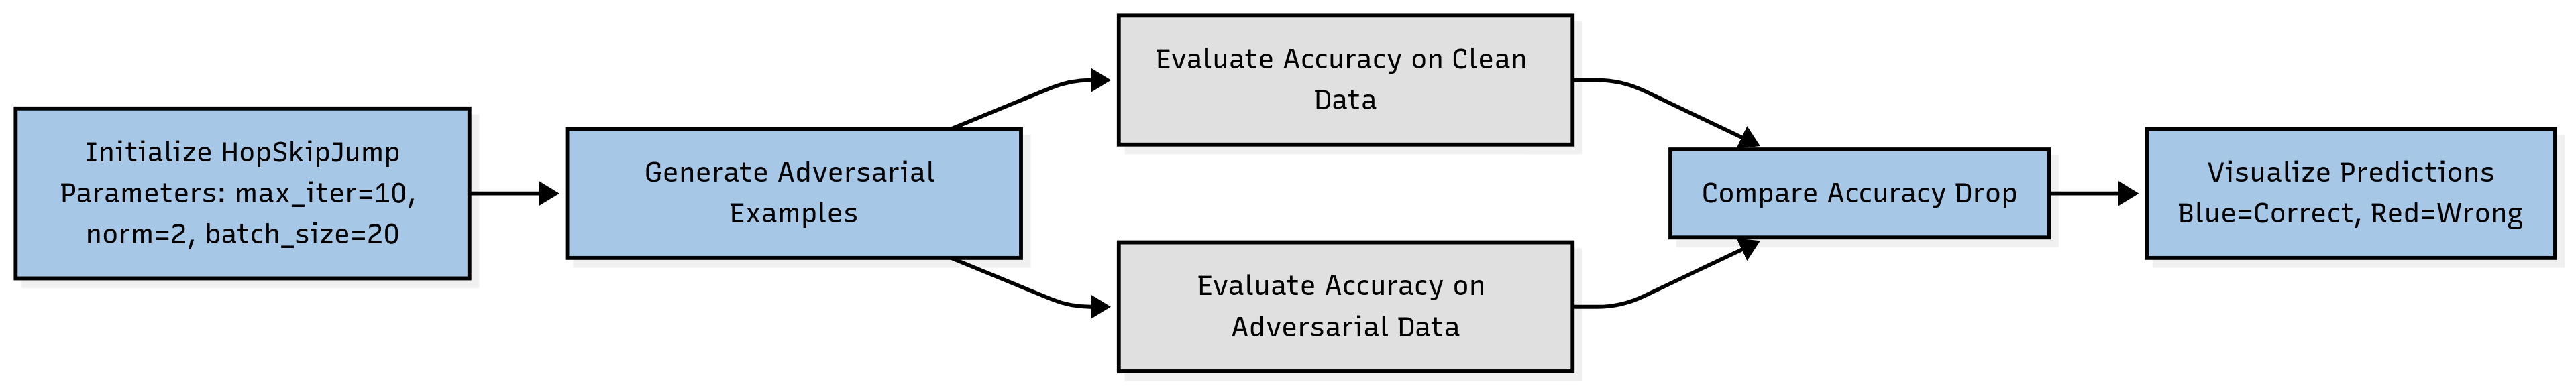 Initialize HopSkipJump
Parameters: max_iter=10,
norm=2, batch_size=20
Generate Adversarial
Examples
Evaluate Accuracy on Clean
Data
Evaluate Accuracy on
Adversarial Data
Compare Accuracy Drop
Visualize Predictions
Blue=Correct, Red=Wrong